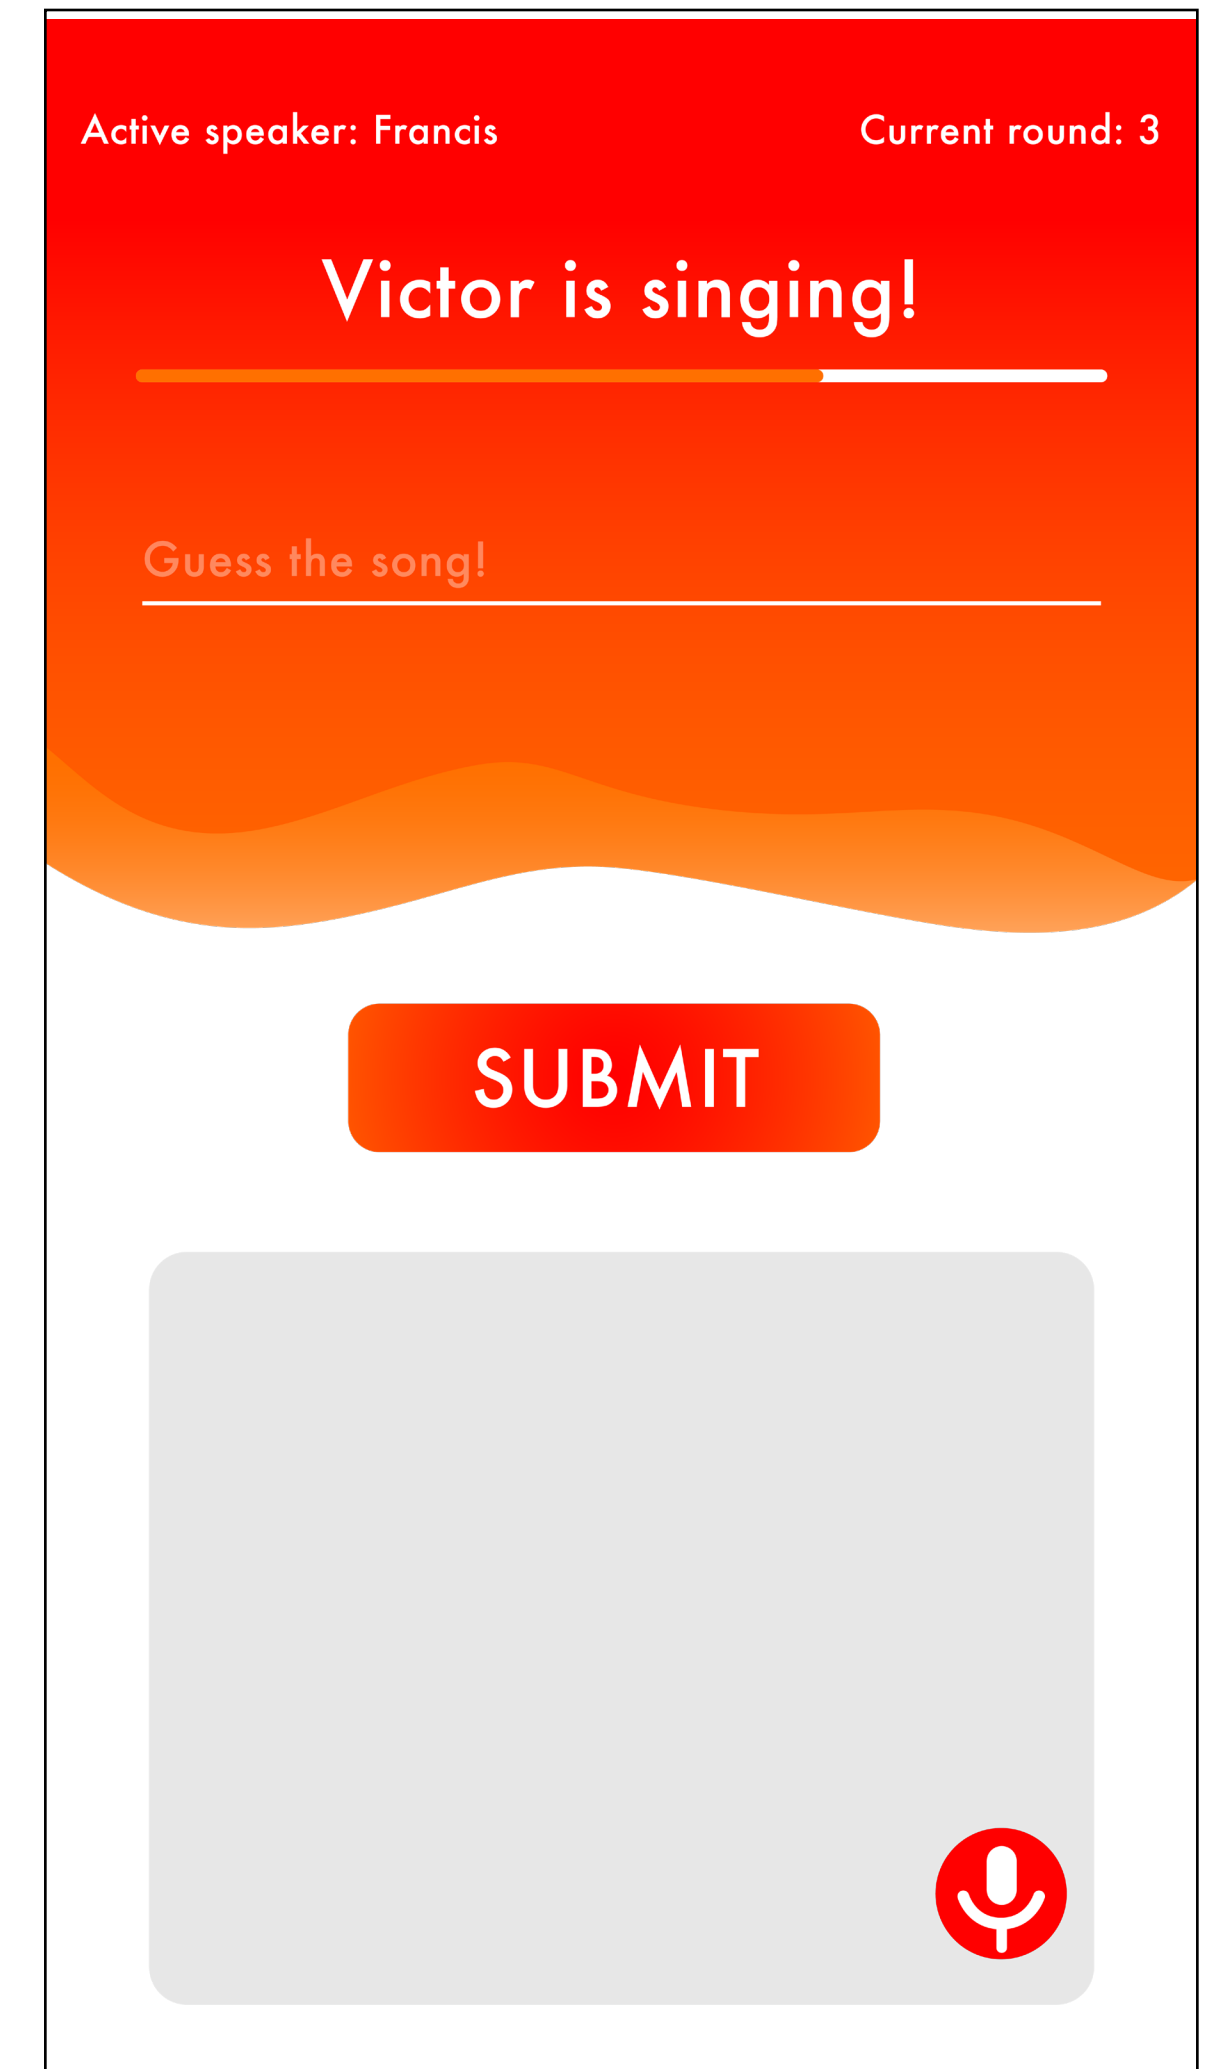 Active speaker: Francis
Current round: 3
Victor is singing!
Guess the song!
SUBMIT